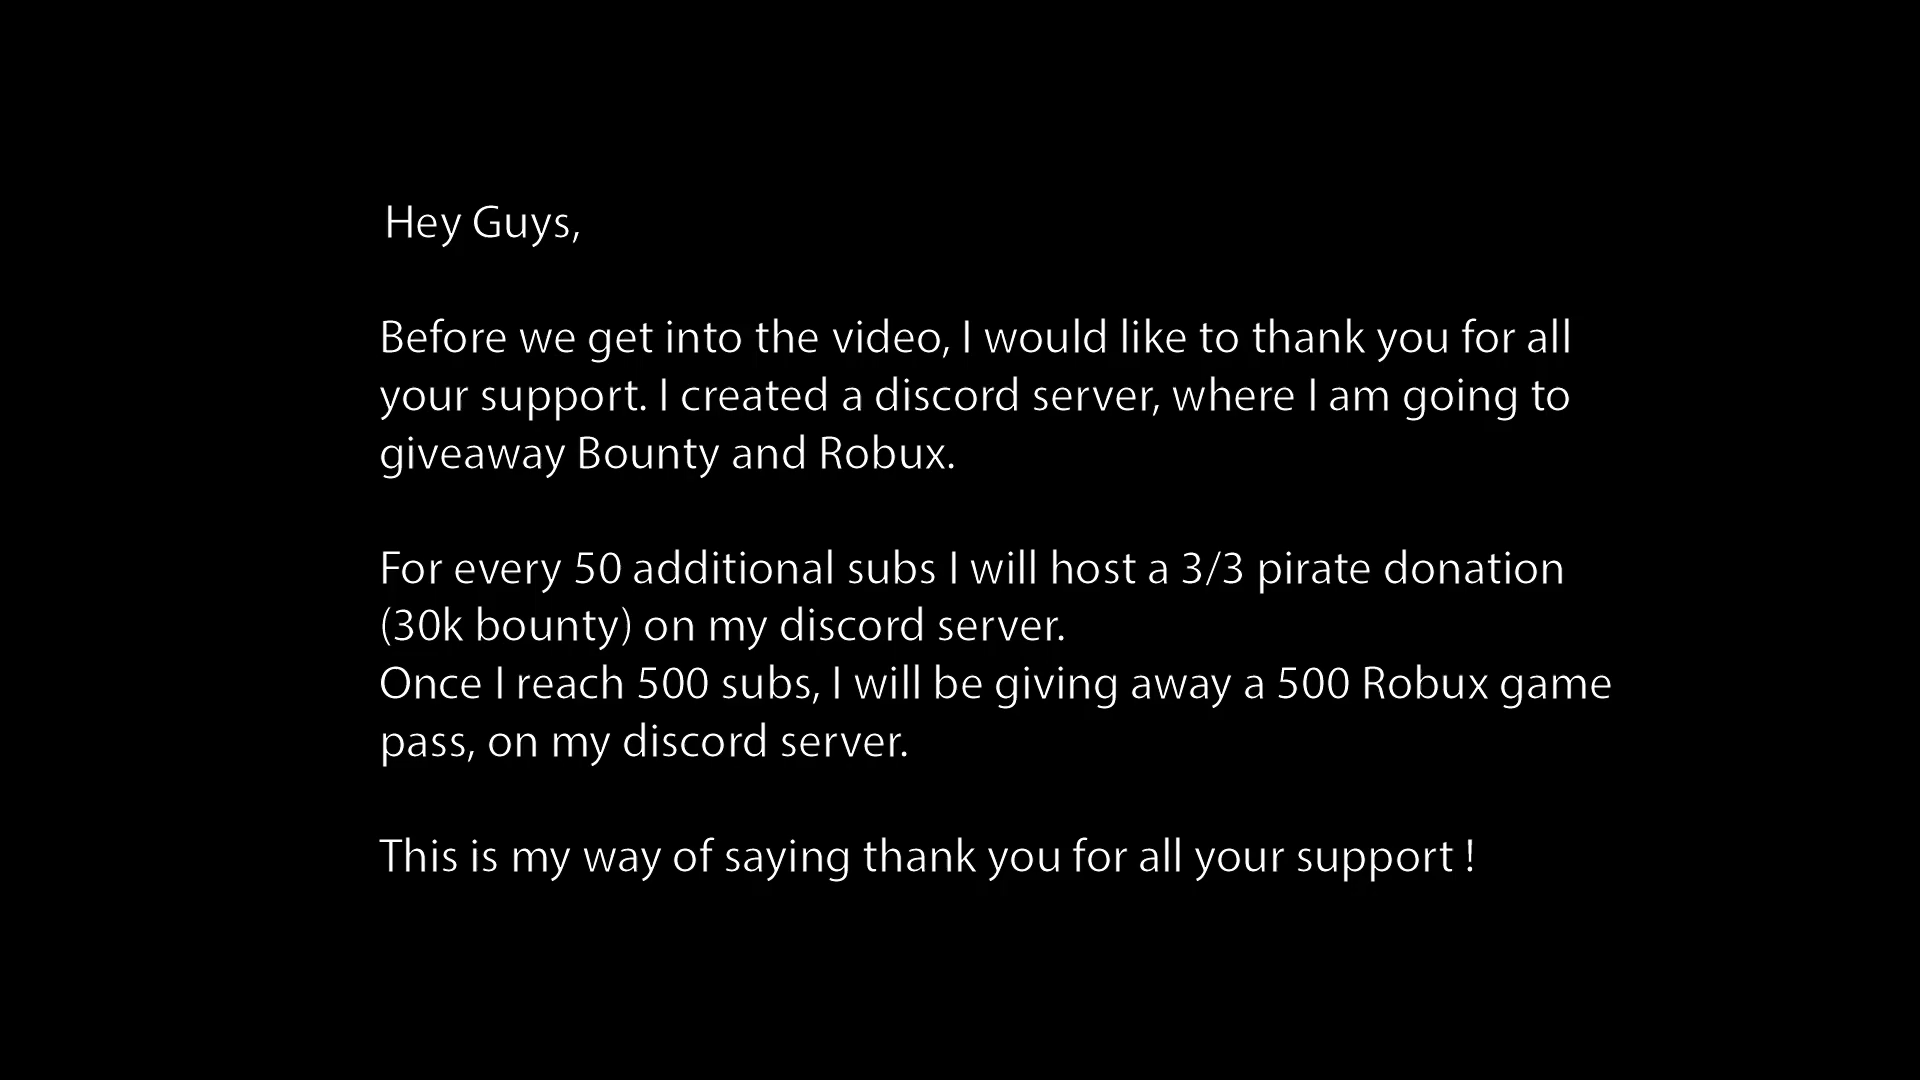 Hey Guys,
Before we get into the video, I would like to thank you for all
your support. I created a discord server, where I am going to
giveaway Bounty and Robux.
For every 50 additional subs I will host a 3/3 pirate donation
(30k bounty) on my discord server.
Once I reach 500 subs, I will be giving away a 500 Robux game
pass, on my discord server.
This is my way of saying thank you for all your support !